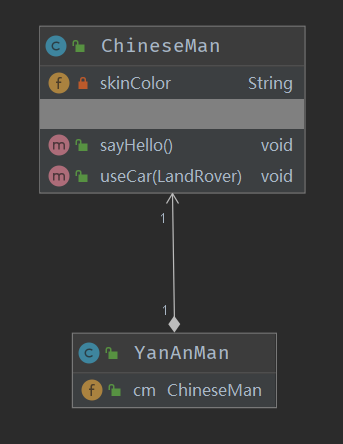 C ChineseMan
f skinColor String
m sayHello() void
m useCar(LandRover) void
1
1
C YanAnMan
f cm ChineseMan